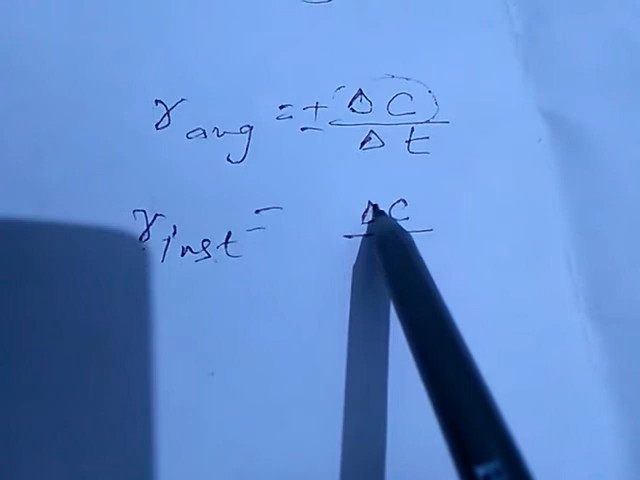 r avg = ± ΔC / Δt
r inst = ΔC